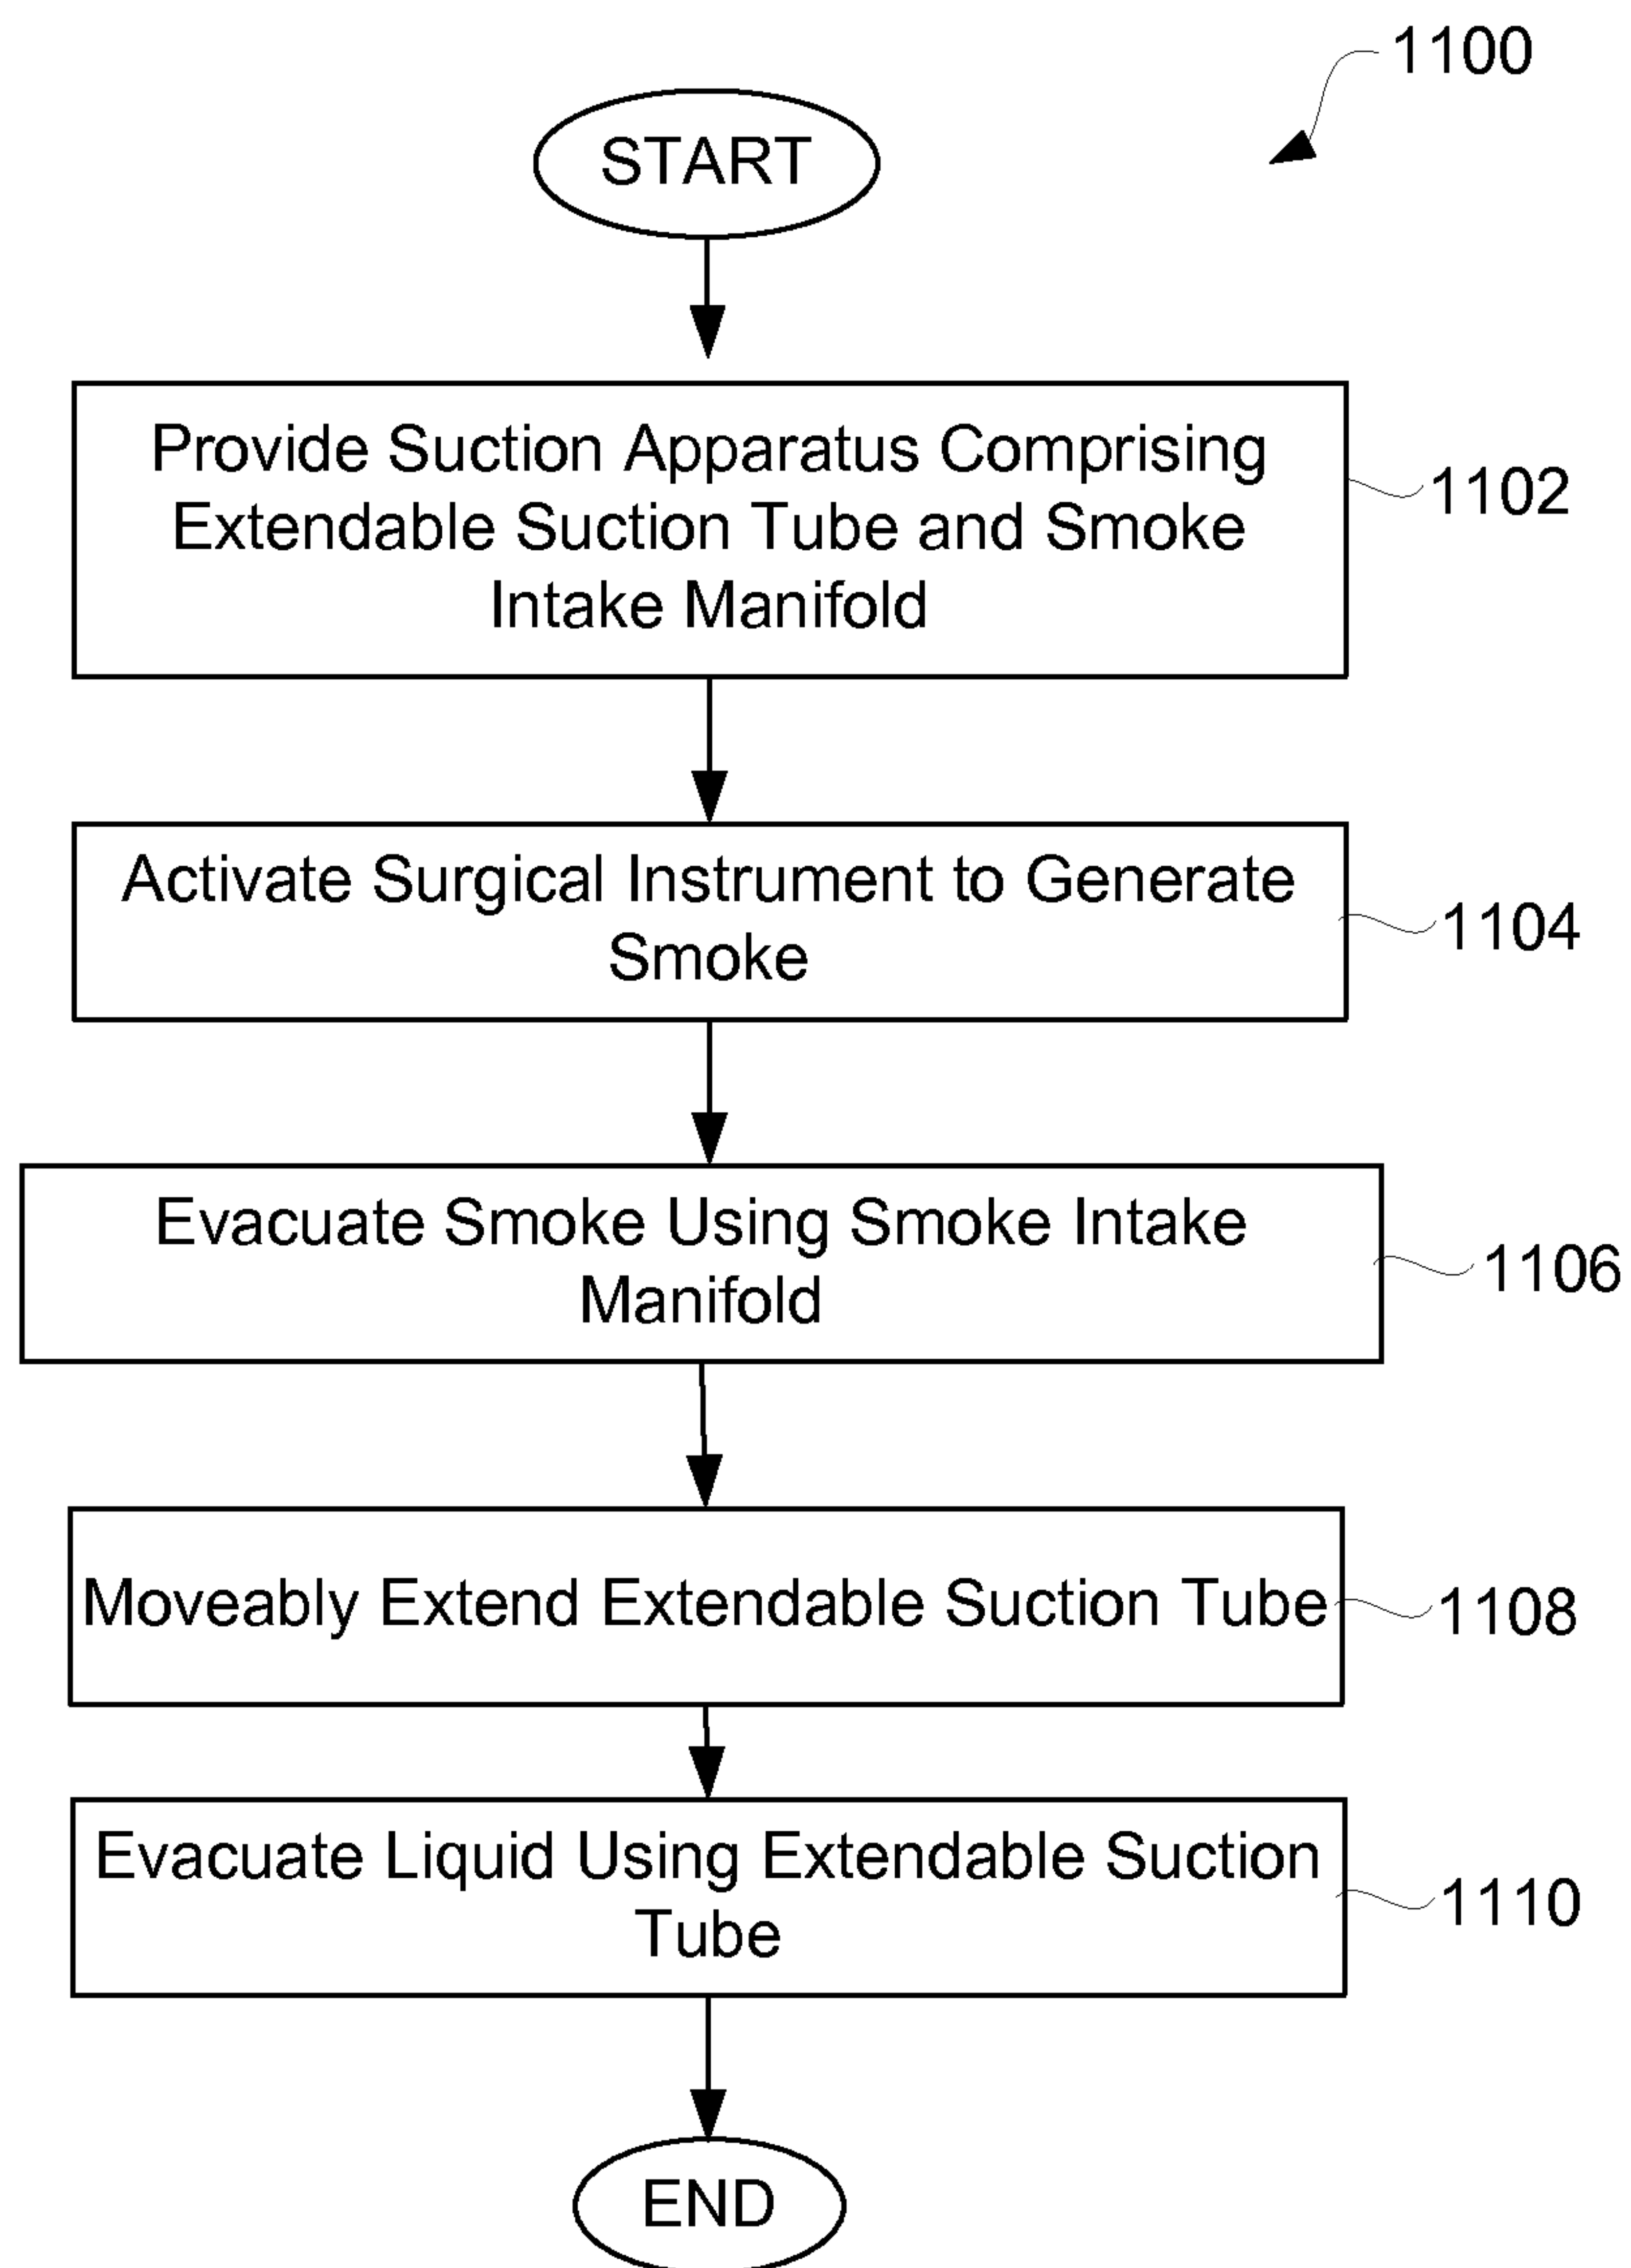 1100
START
Provide Suction Apparatus Comprising
Extendable Suction Tube and Smoke
Intake Manifold
1102
Activate Surgical Instrument to Generate
Smoke
1104
Evacuate Smoke Using Smoke Intake
Manifold
1106
Moveably Extend Extendable Suction Tube
1108
Evacuate Liquid Using Extendable Suction
Tube
1110
END